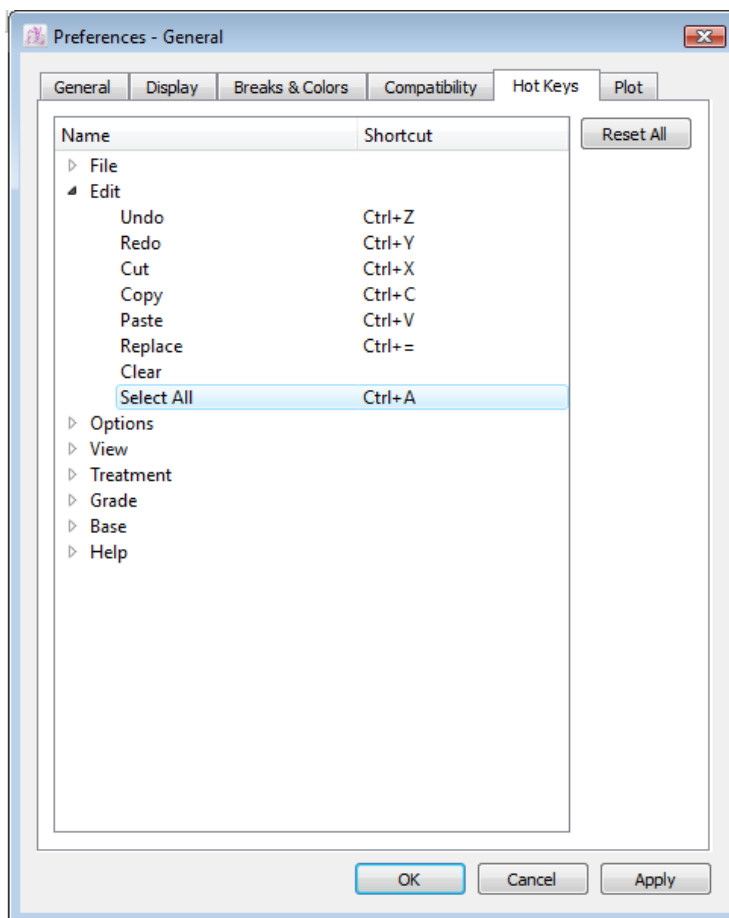 Preferences - General
General Display Breaks & Colors Compatibility Hot Keys Plot
Name Shortcut Reset All
File
Edit
Undo Ctrl+Z
Redo Ctrl+Y
Cut Ctrl+X
Copy Ctrl+C
Paste Ctrl+V
Replace Ctrl+=
Clear
Select All Ctrl+A
Options
View
Treatment
Grade
Base
Help
OK Cancel Apply